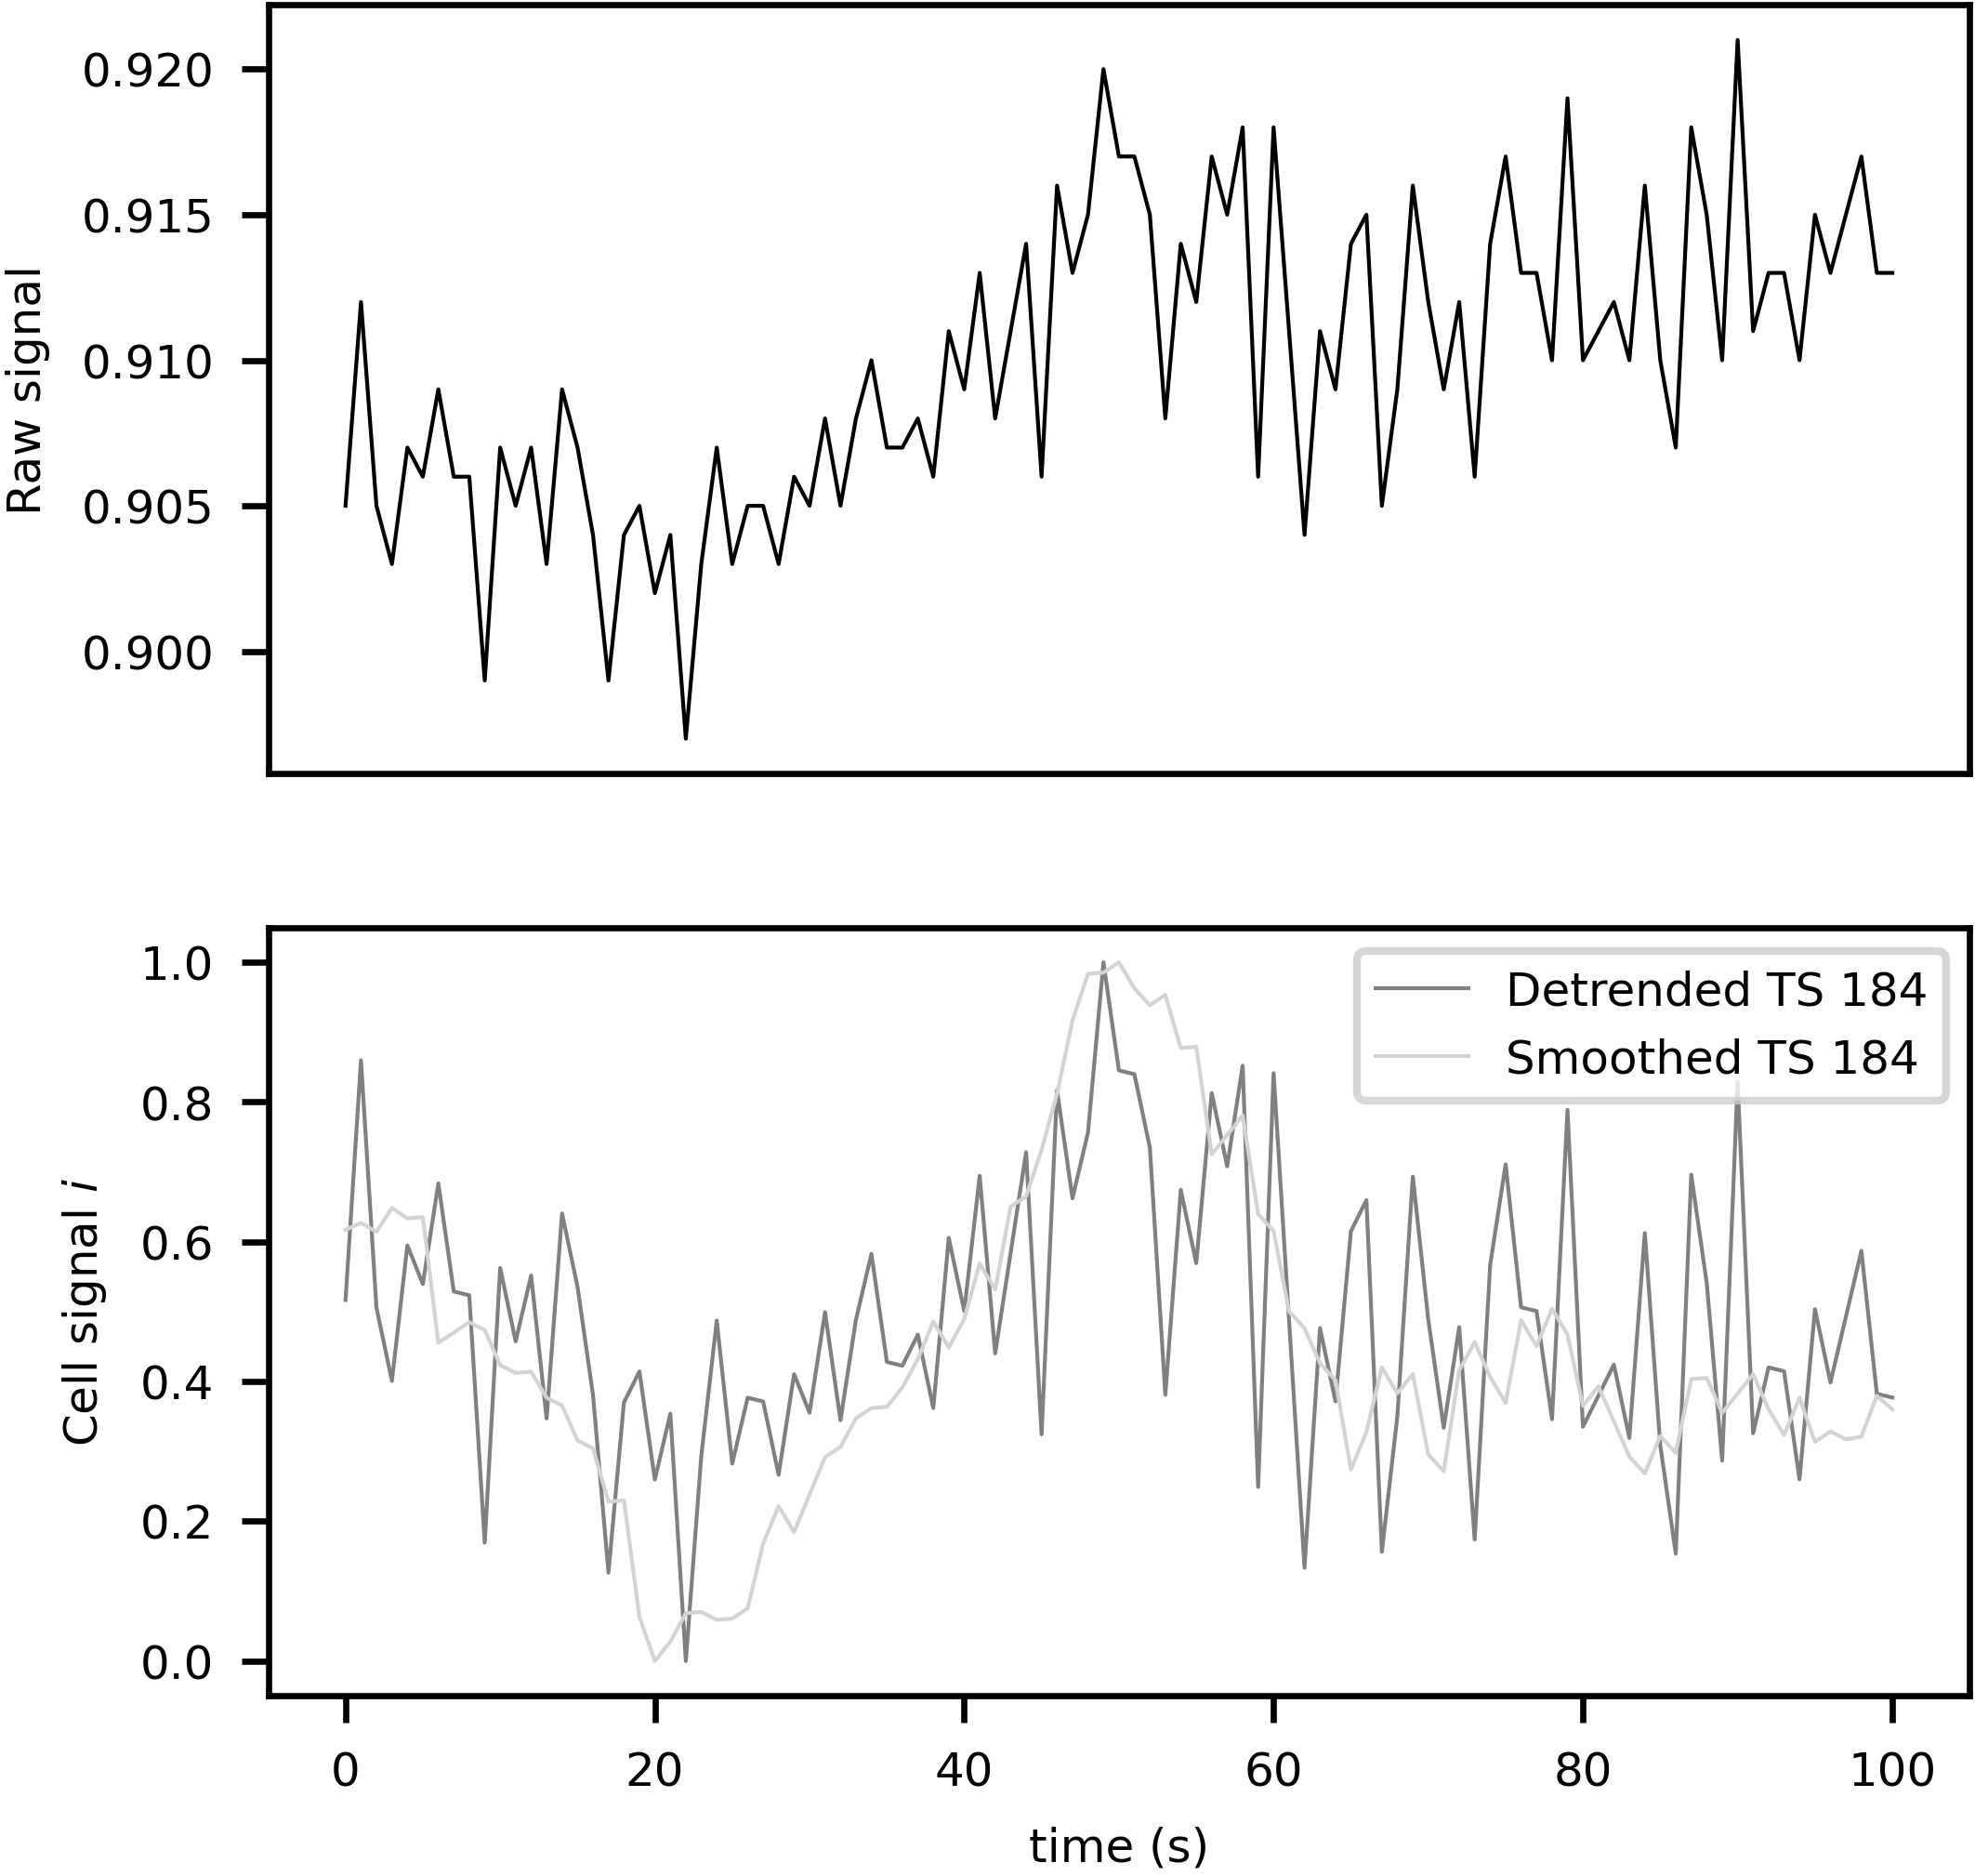 Raw signal
0.920
0.915
0.910
0.905
0.900
Cell signal i
1.0
0.8
0.6
0.4
0.2
0.0
Detrended TS 184
Smoothed TS 184
0 20 40 60 80 100
time (s)